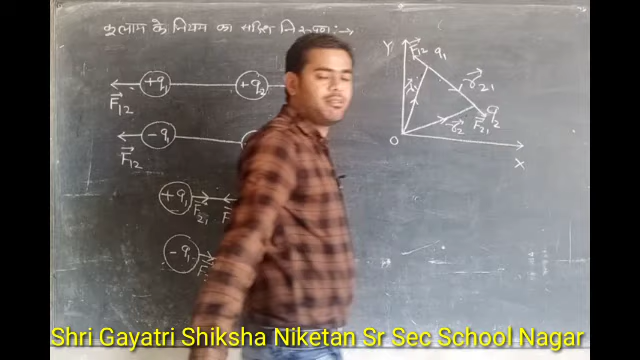 कुलाम के नियम का सदिश निरूपण:→
Y F⃗12 q1
+q1 +q2
r⃗1 r⃗21
F⃗12
q2
-q1
r⃗2 F⃗21
F⃗12
O
X
+q1
F⃗21 F
-q1
F
Shri Gayatri Shiksha Niketan Sr Sec School Nagar